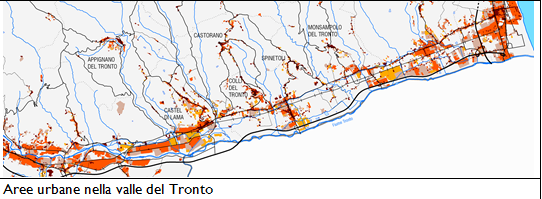 MONSAMPOLO
DEL TRONTO
CASTORANO
SPINETOLI
APPIGNANO
DEL TRONTO
COLLI
DEL
TRONTO
CASTEL
DI LAMA
Aree urbane nella valle del Tronto